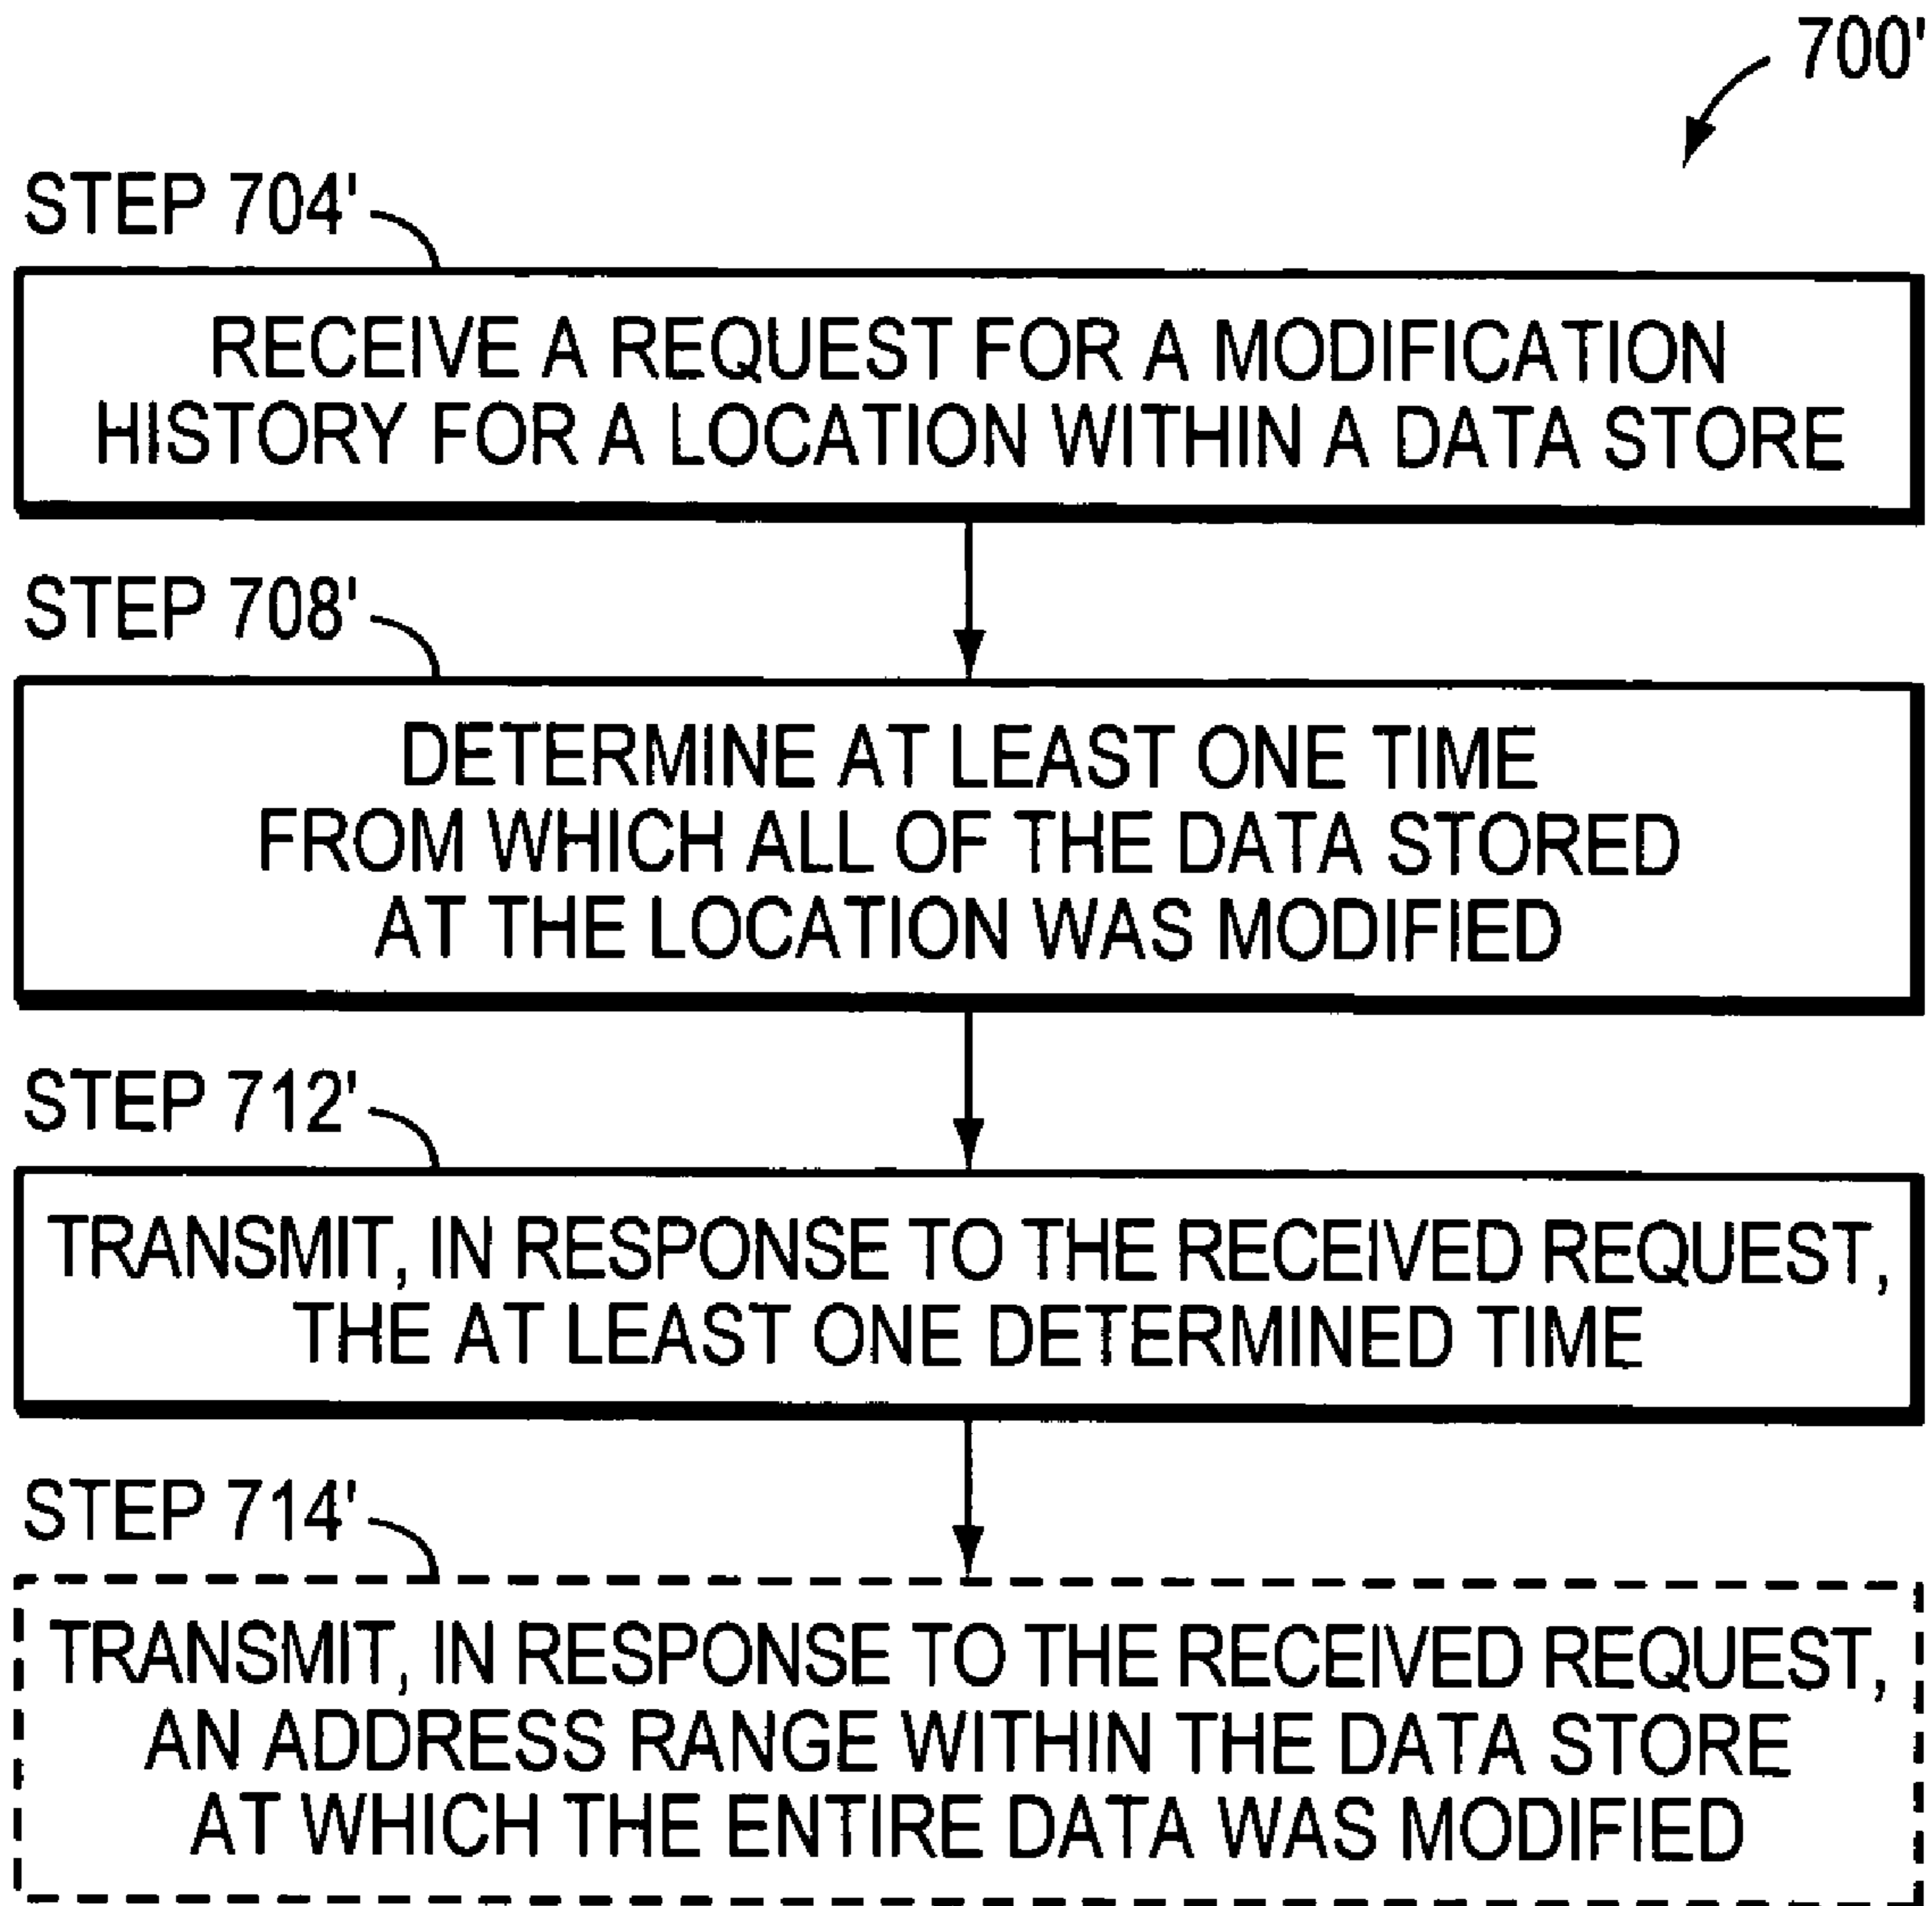 700'
STEP 704'
RECEIVE A REQUEST FOR A MODIFICATION
HISTORY FOR A LOCATION WITHIN A DATA STORE
STEP 708'
DETERMINE AT LEAST ONE TIME
FROM WHICH ALL OF THE DATA STORED
AT THE LOCATION WAS MODIFIED
STEP 712'
TRANSMIT, IN RESPONSE TO THE RECEIVED REQUEST,
THE AT LEAST ONE DETERMINED TIME
STEP 714'
TRANSMIT, IN RESPONSE TO THE RECEIVED REQUEST,
AN ADDRESS RANGE WITHIN THE DATA STORE
AT WHICH THE ENTIRE DATA WAS MODIFIED